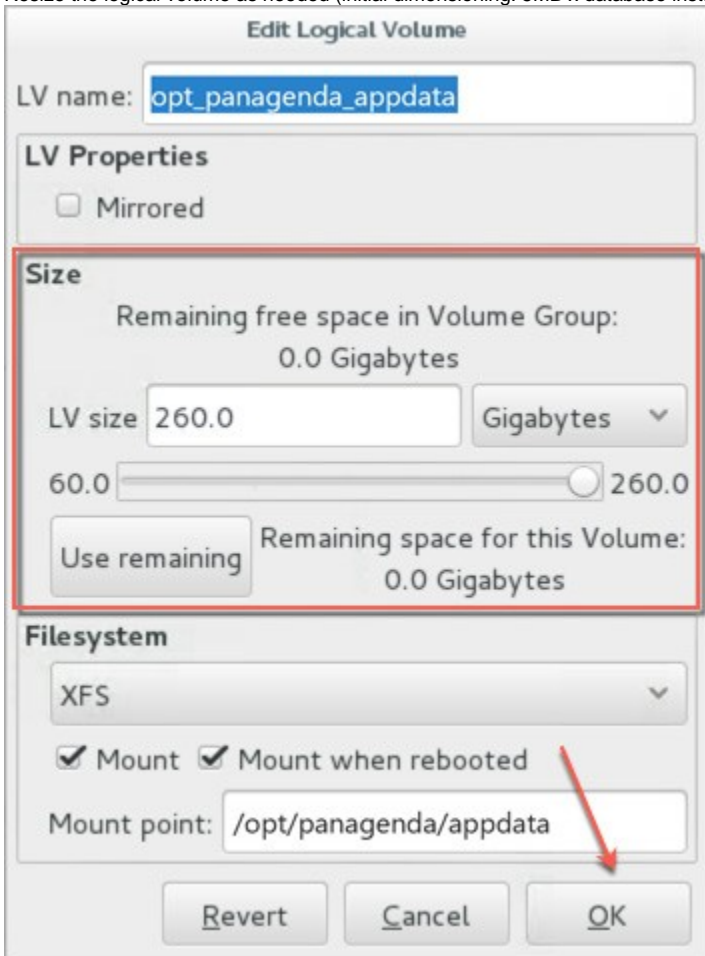 Edit Logical Volume
LV name: opt_panagenda_appdata
LV Properties
Mirrored
Size
Remaining free space in Volume Group:
0.0 Gigabytes
LV size 260.0 Gigabytes
60.0 260.0
Use remaining Remaining space for this Volume:
0.0 Gigabytes
Filesystem
XFS
Mount Mount when rebooted
Mount point: /opt/panagenda/appdata
Revert Cancel OK